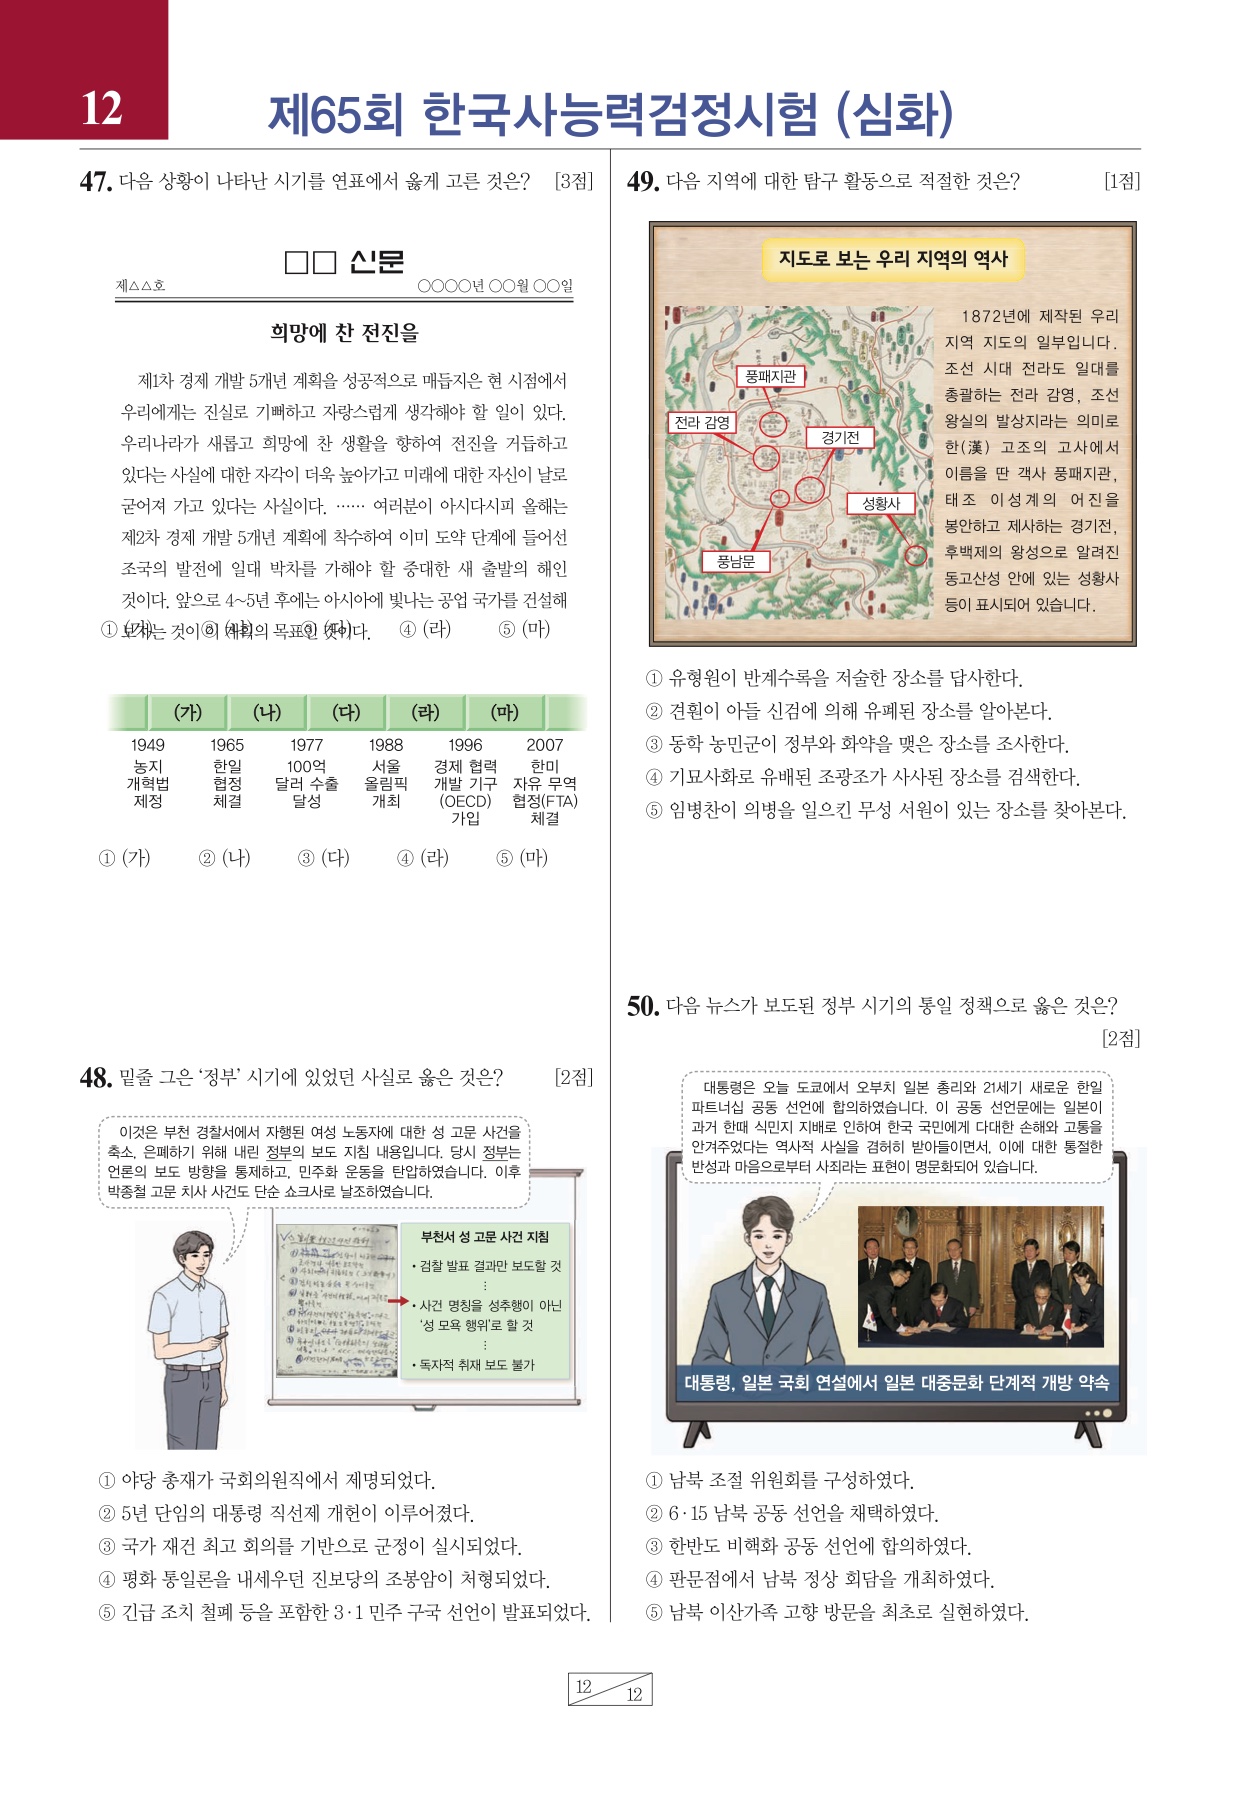 12
제65회 한국사능력검정시험 (심화)
47. 다음 상황이 나타난 시기를 연표에서 옳게 고른 것은? [3점]
□□ 신문
제△△호 ○○○○년 ○○월 ○○일
희망에 찬 전진을
제1차 경제 개발 5개년 계획을 성공적으로 매듭지은 현 시점에서
우리에게는 진실로 기뻐하고 자랑스럽게 생각해야 할 일이 있다.
우리나라가 새롭고 희망에 찬 생활을 향하여 전진을 거듭하고
있다는 사실에 대한 자각이 더욱 높아가고 미래에 대한 자신이 날로
굳어져 가고 있다는 사실이다. …… 여러분이 아시다시피 올해는
제2차 경제 개발 5개년 계획에 착수하여 이미 도약 단계에 들어선
조국의 발전에 일대 박차를 가해야 할 중대한 새 출발의 해인
것이다. 앞으로 4~5년 후에는 아시아에 빛나는 공업 국가를 건설해
보자는 것이 이 계획의 목표인 것이다.
① (가) ② (나) ③ (다) ④ (라) ⑤ (마)
(가) (나) (다) (라) (마)
1949 1965 1977 1988 1996 2007
농지 한일 100억 서울 경제 협력 한미
개혁법 협정 달러 수출 올림픽 개발 기구 자유 무역
제정 체결 달성 개최 (OECD) 협정(FTA)
가입 체결
① (가) ② (나) ③ (다) ④ (라) ⑤ (마)
48. 밑줄 그은 ‘정부’ 시기에 있었던 사실로 옳은 것은? [2점]
이것은 부천 경찰서에서 자행된 여성 노동자에 대한 성 고문 사건을
축소, 은폐하기 위해 내린 정부의 보도 지침 내용입니다. 당시 정부는
언론의 보도 방향을 통제하고, 민주화 운동을 탄압하였습니다. 이후
박종철 고문 치사 사건도 단순 쇼크사로 날조하였습니다.
부천서 성 고문 사건 지침
• 검찰 발표 결과만 보도할 것
⋮
• 사건 명칭을 성추행이 아닌
‘성 모욕 행위’로 할 것
⋮
• 독자적 취재 보도 불가
① 야당 총재가 국회의원직에서 제명되었다.
② 5년 단임의 대통령 직선제 개헌이 이루어졌다.
③ 국가 재건 최고 회의를 기반으로 군정이 실시되었다.
④ 평화 통일론을 내세우던 진보당의 조봉암이 처형되었다.
⑤ 긴급 조치 철폐 등을 포함한 3·1 민주 구국 선언이 발표되었다.
49. 다음 지역에 대한 탐구 활동으로 적절한 것은? [1점]
지도로 보는 우리 지역의 역사
풍패지관
전라 감영
경기전
성황사
풍남문
1872년에 제작된 우리
지역 지도의 일부입니다.
조선 시대 전라도 일대를
총괄하는 전라 감영, 조선
왕실의 발상지라는 의미로
한(漢) 고조의 고사에서
이름을 딴 객사 풍패지관,
태조 이성계의 어진을
봉안하고 제사하는 경기전,
후백제의 왕성으로 알려진
동고산성 안에 있는 성황사
등이 표시되어 있습니다.
① 유형원이 반계수록을 저술한 장소를 답사한다.
② 견훤이 아들 신검에 의해 유폐된 장소를 알아본다.
③ 동학 농민군이 정부와 화약을 맺은 장소를 조사한다.
④ 기묘사화로 유배된 조광조가 사사된 장소를 검색한다.
⑤ 임병찬이 의병을 일으킨 무성 서원이 있는 장소를 찾아본다.
50. 다음 뉴스가 보도된 정부 시기의 통일 정책으로 옳은 것은?
[2점]
대통령은 오늘 도쿄에서 오부치 일본 총리와 21세기 새로운 한일
파트너십 공동 선언에 합의하였습니다. 이 공동 선언문에는 일본이
과거 한때 식민지 지배로 인하여 한국 국민에게 다대한 손해와 고통을
안겨주었다는 역사적 사실을 겸허히 받아들이면서, 이에 대한 통절한
반성과 마음으로부터 사죄라는 표현이 명문화되어 있습니다.
대통령, 일본 국회 연설에서 일본 대중문화 단계적 개방 약속
① 남북 조절 위원회를 구성하였다.
② 6·15 남북 공동 선언을 채택하였다.
③ 한반도 비핵화 공동 선언에 합의하였다.
④ 판문점에서 남북 정상 회담을 개최하였다.
⑤ 남북 이산가족 고향 방문을 최초로 실현하였다.
12
12